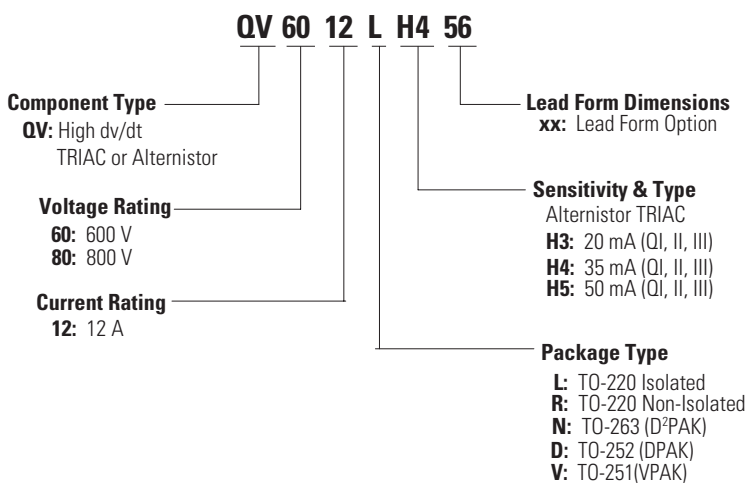 QV 60 12 L H4 56
Component Type
QV: High dv/dt
TRIAC or Alternistor
Voltage Rating
60: 600 V
80: 800 V
Current Rating
12: 12 A
Lead Form Dimensions
xx: Lead Form Option
Sensitivity & Type
Alternistor TRIAC
H3: 20 mA (QI, II, III)
H4: 35 mA (QI, II, III)
H5: 50 mA (QI, II, III)
Package Type
L: TO-220 Isolated
R: TO-220 Non-Isolated
N: TO-263 (D²PAK)
D: TO-252 (DPAK)
V: TO-251(VPAK)